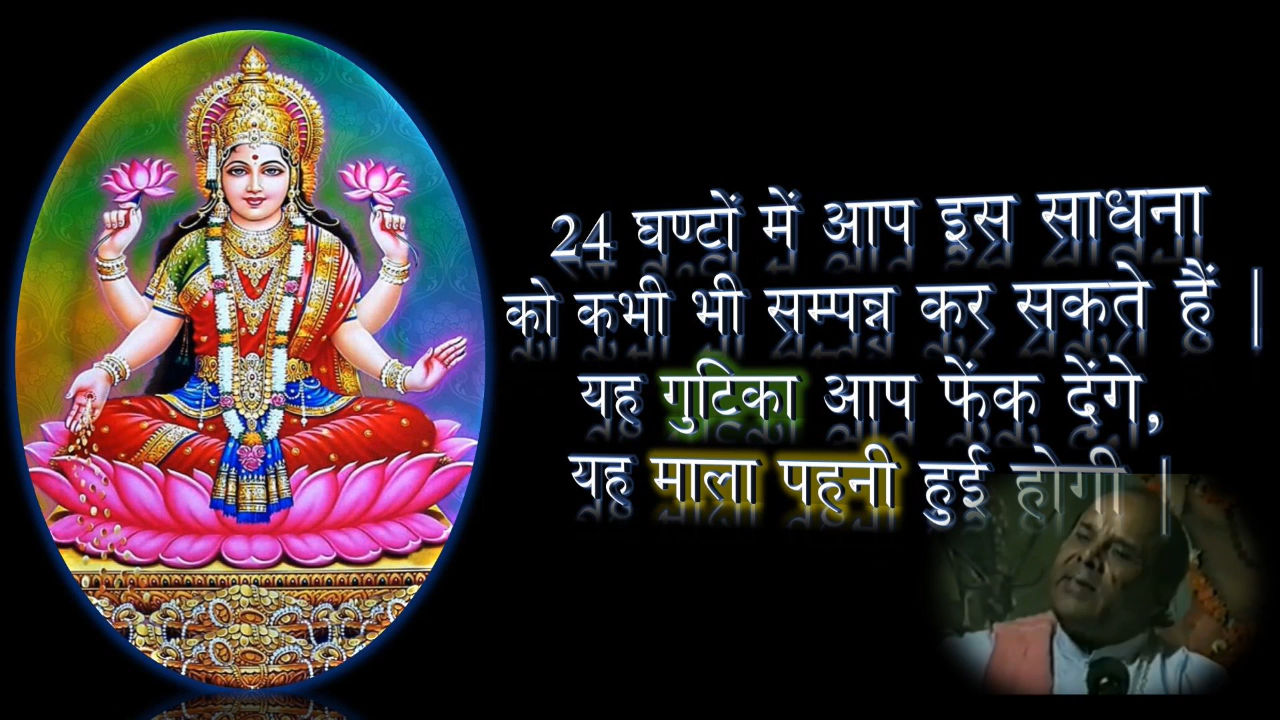 24 घण्टों में आप इस साधना
को कभी भी सम्पन्न कर सकते हैं |
यह गुटिका आप फेंक देंगे,
यह माला पहनी हुई होगी |